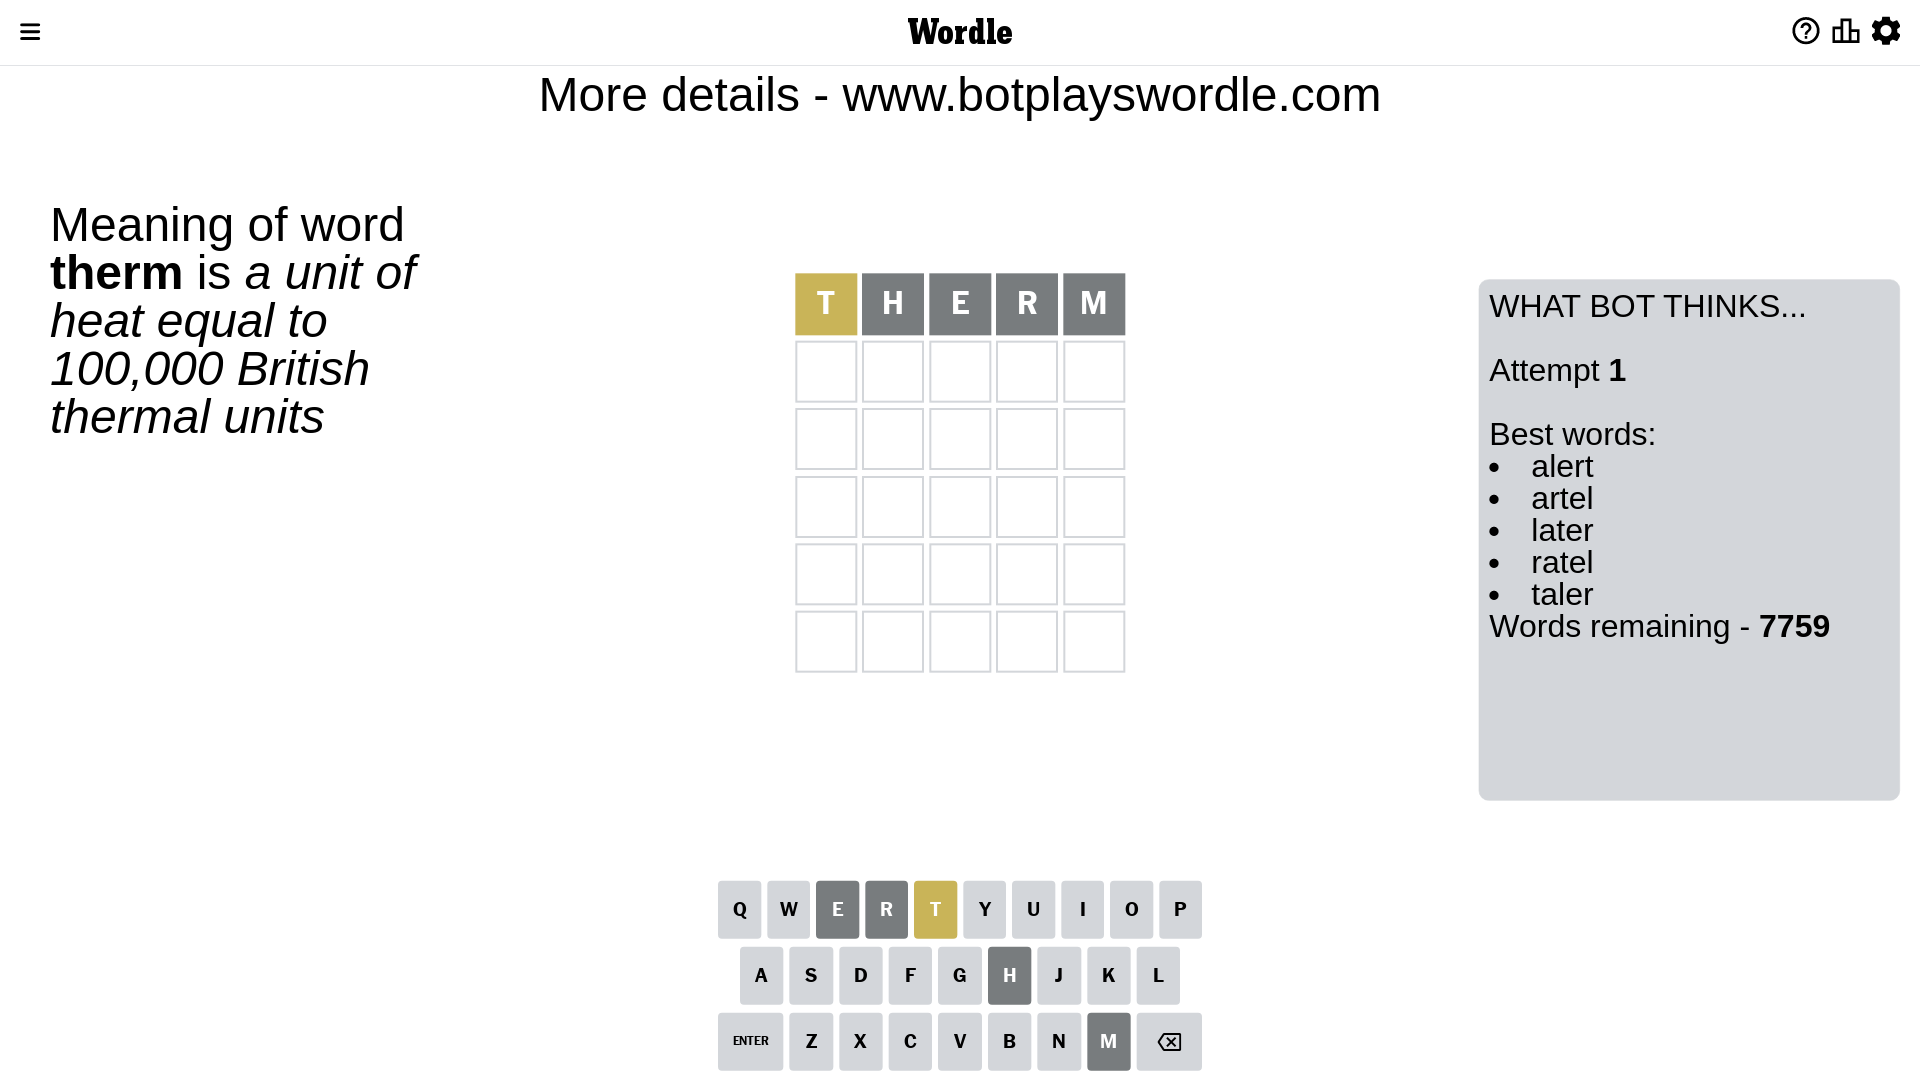 Wordle
More details - www.botplayswordle.com
Meaning of word
therm is a unit of
heat equal to
100,000 British
thermal units
T H E R M
WHAT BOT THINKS...
Attempt 1
Best words:
• alert
• artel
• later
• ratel
• taler
Words remaining - 7759
Q W E R T Y U I O P
A S D F G H J K L
ENTER Z X C V B N M